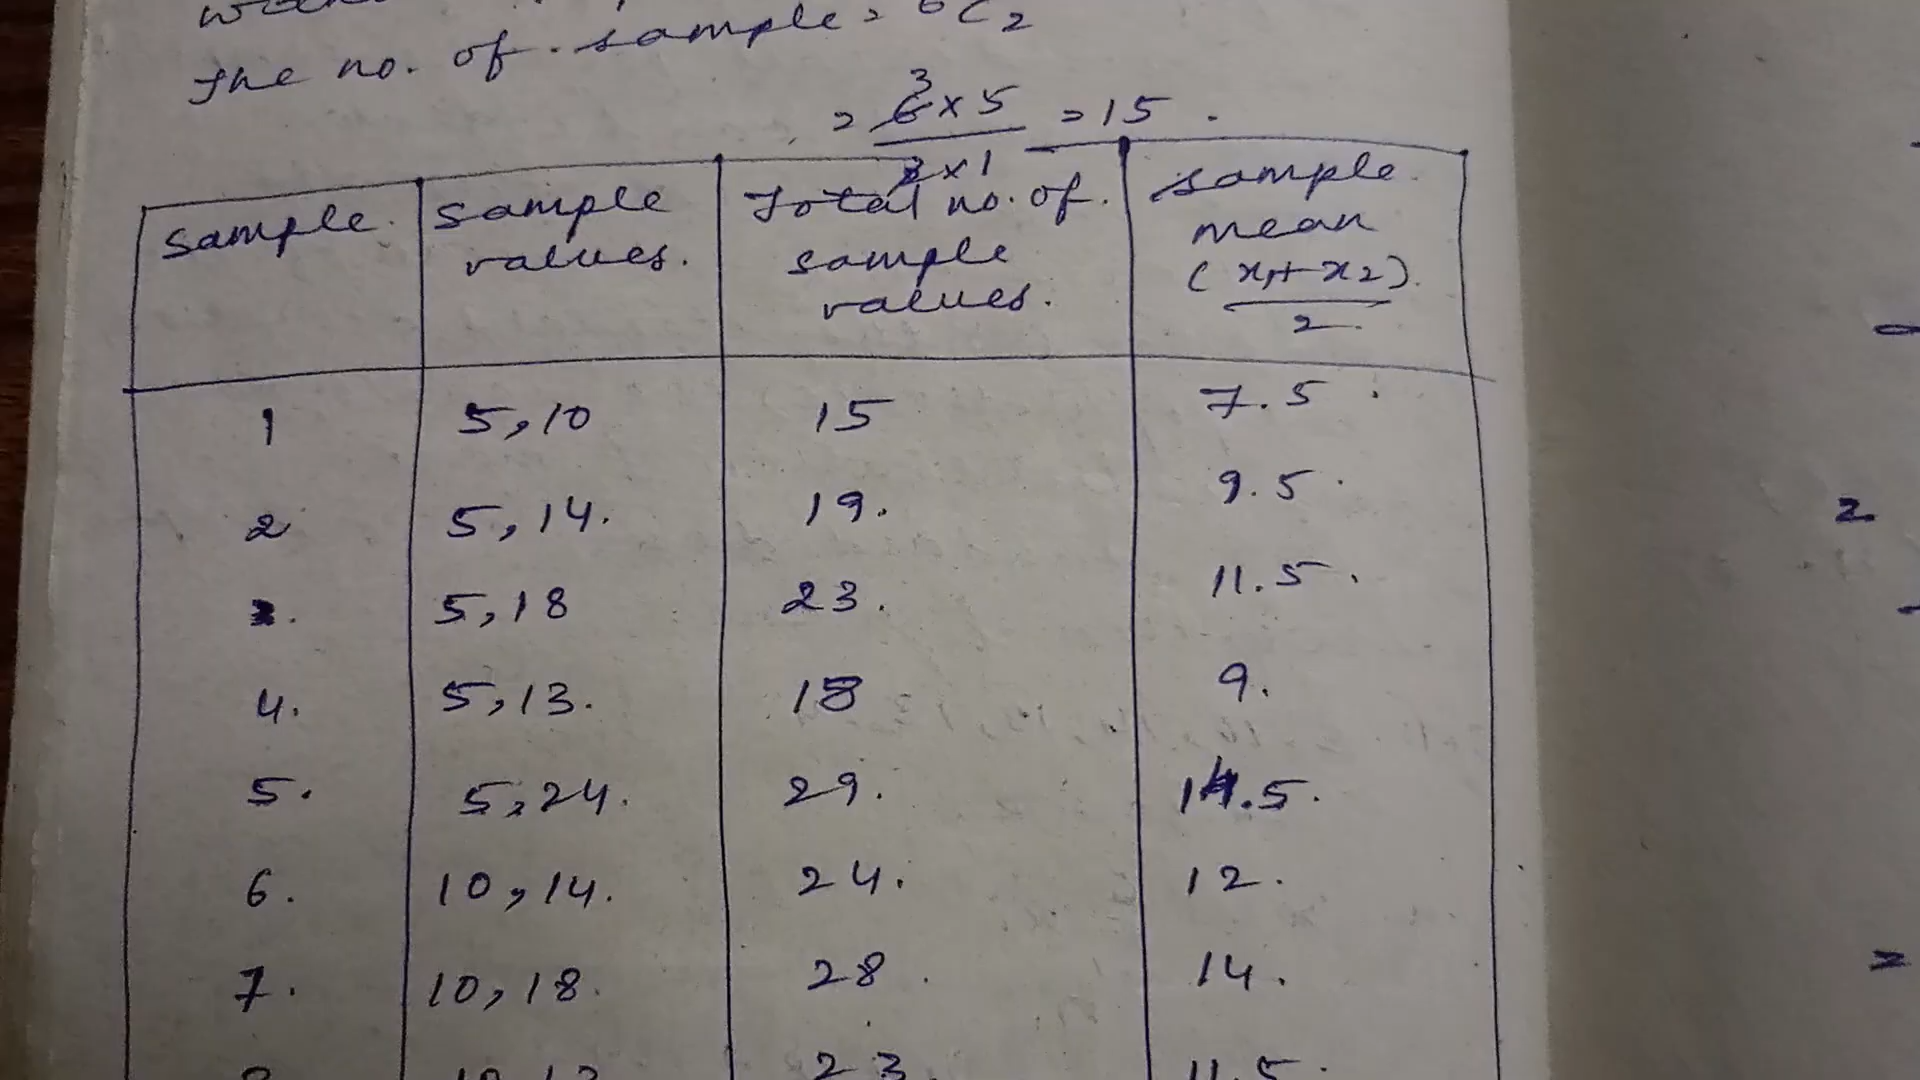 The no. of sample = 6C2
= 6 3 × 5 / 2 × 1 = 15.
Sample. | Sample values. | Total no. of. sample values. | Sample mean (x1+x2) / 2
1 | 5,10 | 15 | 7.5
2 | 5,14. | 19. | 9.5
3. | 5,18 | 23. | 11.5.
4. | 5,13. | 18 | 9.
5. | 5,24. | 29. | 14.5.
6. | 10,14. | 24. | 12.
7. | 10,18. | 28. | 14.
23. | 11.5.
2
=